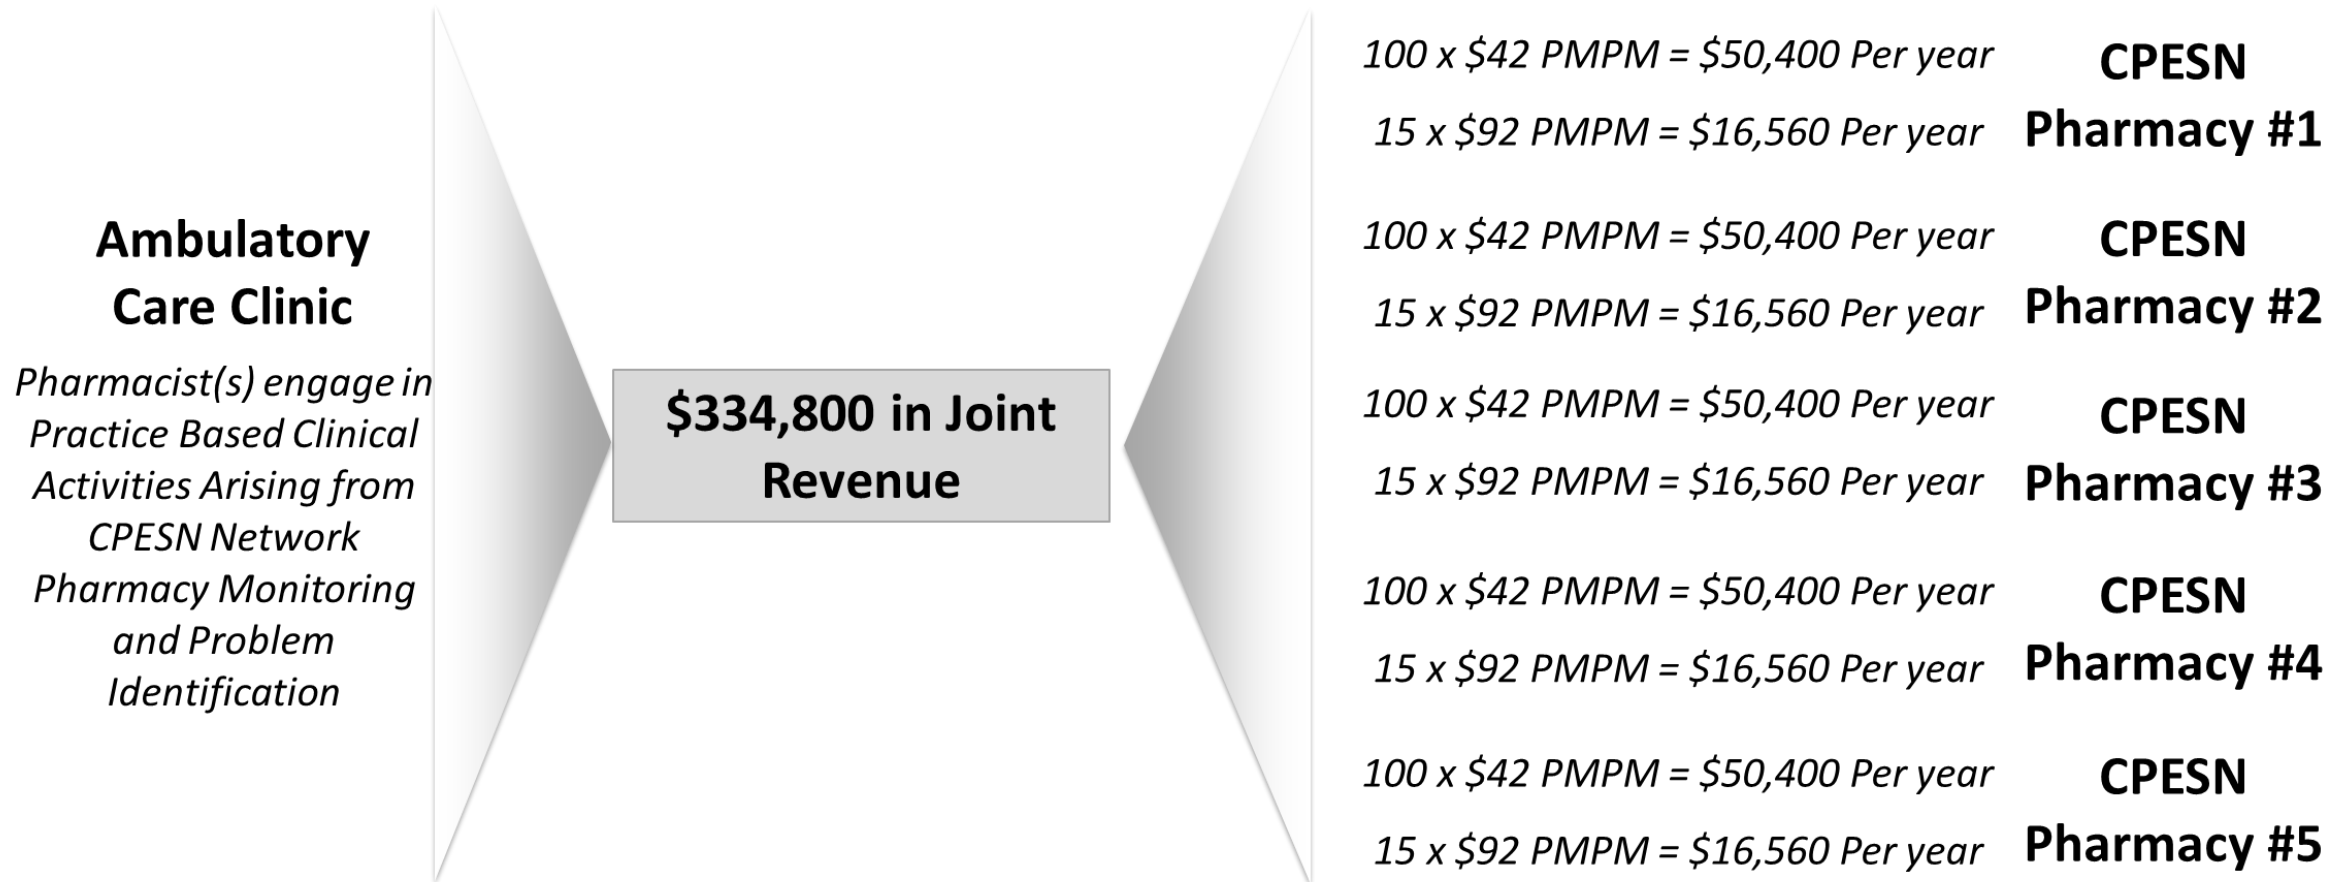 Ambulatory
Care Clinic
Pharmacist(s) engage in
Practice Based Clinical
Activities Arising from
CPESN Network
Pharmacy Monitoring
and Problem
Identification
$334,800 in Joint
Revenue
100 x $42 PMPM = $50,400 Per year
15 x $92 PMPM = $16,560 Per year
CPESN
Pharmacy #1
100 x $42 PMPM = $50,400 Per year
15 x $92 PMPM = $16,560 Per year
CPESN
Pharmacy #2
100 x $42 PMPM = $50,400 Per year
15 x $92 PMPM = $16,560 Per year
CPESN
Pharmacy #3
100 x $42 PMPM = $50,400 Per year
15 x $92 PMPM = $16,560 Per year
CPESN
Pharmacy #4
100 x $42 PMPM = $50,400 Per year
15 x $92 PMPM = $16,560 Per year
CPESN
Pharmacy #5